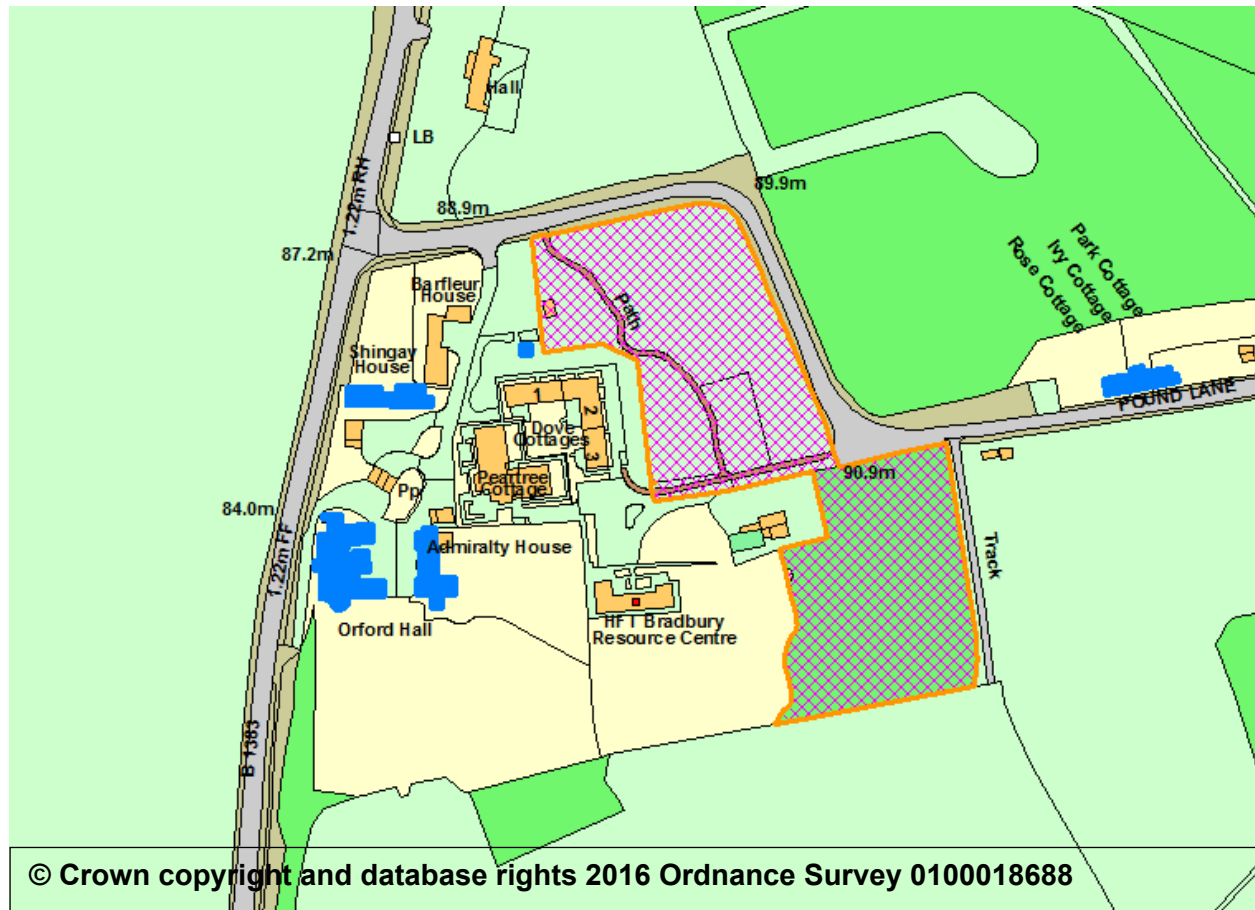 Hall
LB
1.22m RH
88.9m
89.9m
87.2m
Park Cottage
Ivy Cottage
Rose Cottage
Barfleur
House
Path
Shingay
House
POUND LANE
1
2
3
Dove
Cottages
Peartree
Cottage
90.9m
Pp
84.0m
1.22m FF
Admiralty House
Track
Orford Hall
HFT Bradbury
Resource Centre
B 1383
© Crown copyright and database rights 2016 Ordnance Survey 0100018688